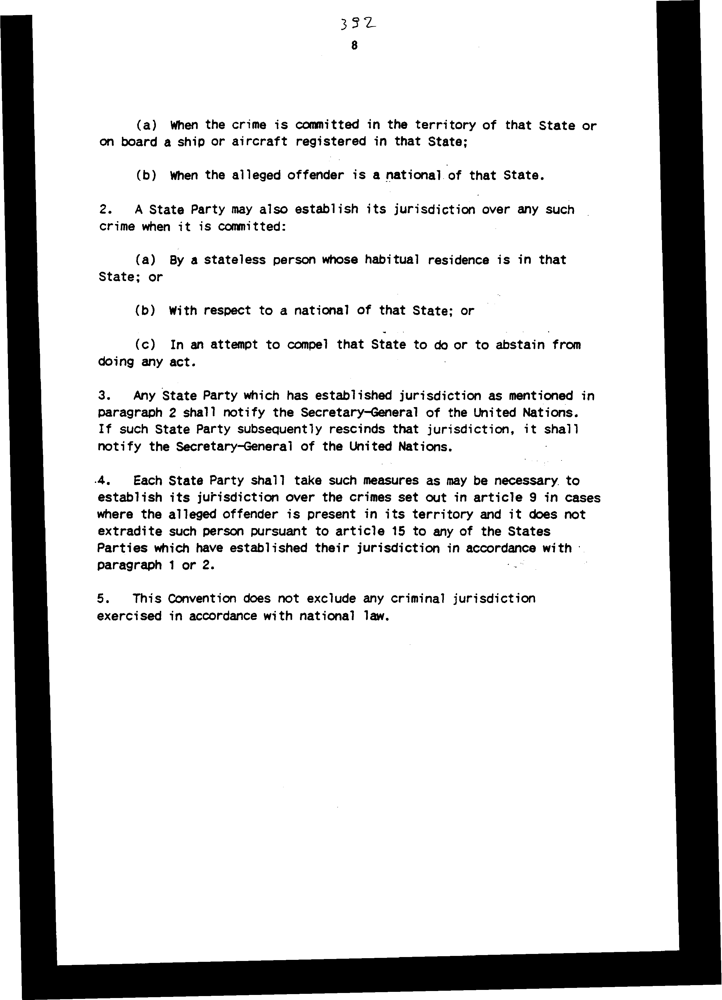 392
8
(a) When the crime is committed in the territory of that State or
on board a ship or aircraft registered in that State;
(b) When the alleged offender is a national of that State.
2. A State Party may also establish its jurisdiction over any such
crime when it is committed:
(a) By a stateless person whose habitual residence is in that
State; or
(b) With respect to a national of that State; or
(c) In an attempt to compel that State to do or to abstain from
doing any act.
3. Any State Party which has established jurisdiction as mentioned in
paragraph 2 shall notify the Secretary-General of the United Nations.
If such State Party subsequently rescinds that jurisdiction, it shall
notify the Secretary-General of the United Nations.
4. Each State Party shall take such measures as may be necessary to
establish its jurisdiction over the crimes set out in article 9 in cases
where the alleged offender is present in its territory and it does not
extradite such person pursuant to article 15 to any of the States
Parties which have established their jurisdiction in accordance with
paragraph 1 or 2.
5. This Convention does not exclude any criminal jurisdiction
exercised in accordance with national law.